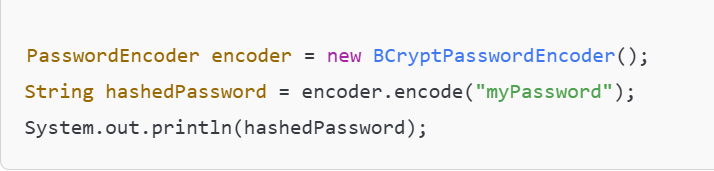 PasswordEncoder encoder = new BCryptPasswordEncoder();
String hashedPassword = encoder.encode("myPassword");
System.out.println(hashedPassword);